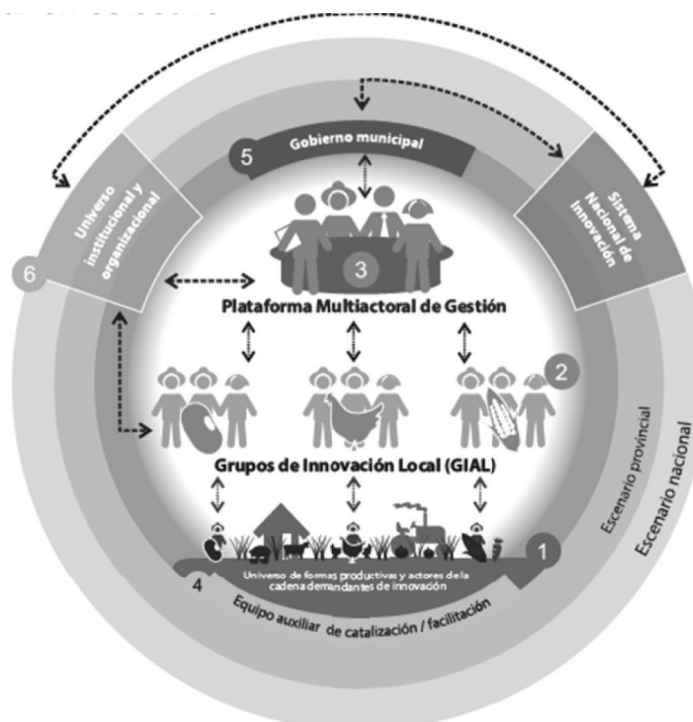 5
Gobierno municipal
Universo
institucional y
organizacional
6
Sistema
Nacional de
Innovación
3
Plataforma Multiactoral de Gestión
2
Grupos de Innovación Local (GIAL)
Escenario provincial
Escenario nacional
1
Universo de formas productivas y actores de la
cadena demandantes de innovación
4
Equipo auxiliar de catalización / facilitación